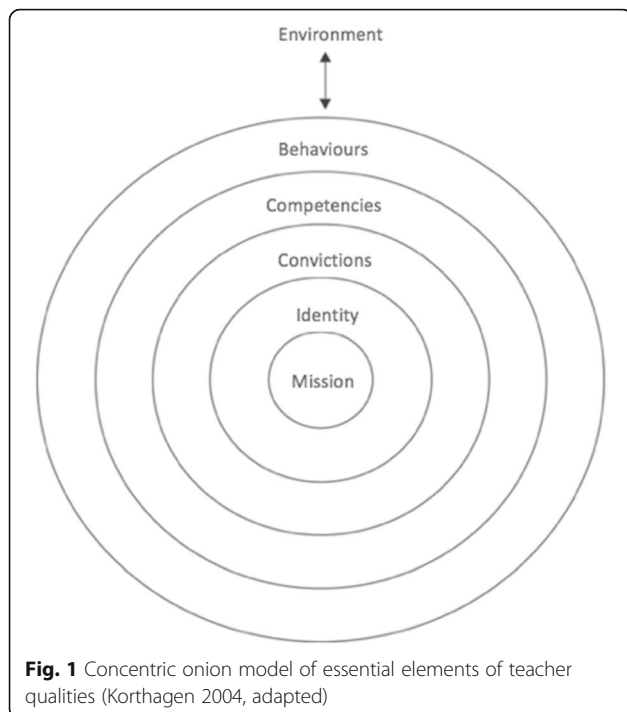 Environment
Behaviours
Competencies
Convictions
Identity
Mission
Fig. 1 Concentric onion model of essential elements of teacher
qualities (Korthagen 2004, adapted)